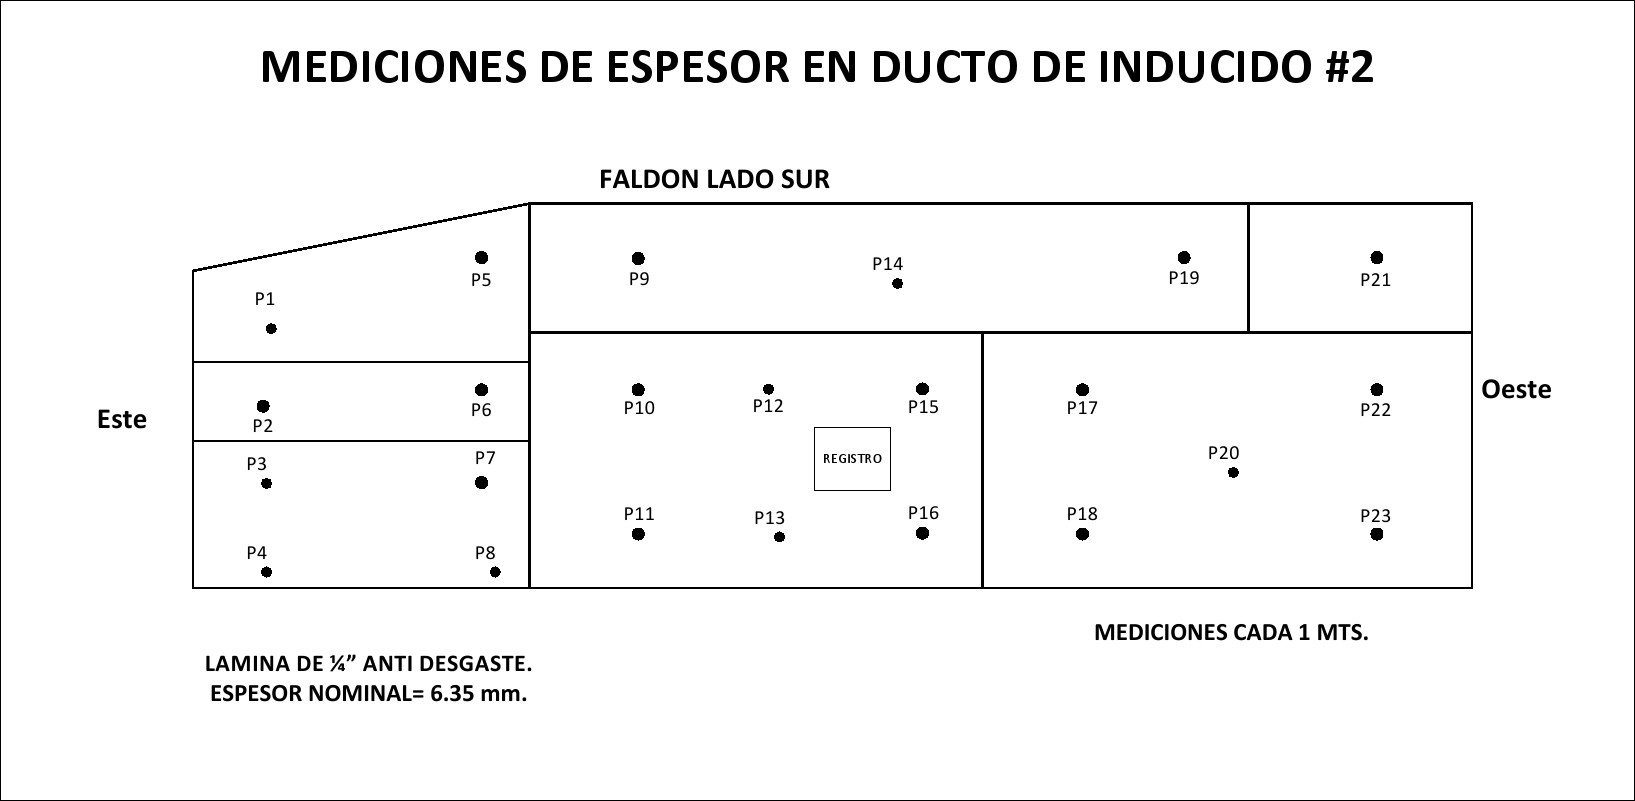 MEDICIONES DE ESPESOR EN DUCTO DE INDUCIDO #2
FALDON LADO SUR
P1
P5
P9
P14
P19
P21
P2
P6
P10
P12
P15
P17
P22
Este
Oeste
P3
P7
REGISTRO
P20
P4
P8
P11
P13
P16
P18
P23
MEDICIONES CADA 1 MTS.
LAMINA DE ¼” ANTI DESGASTE.
ESPESOR NOMINAL= 6.35 mm.